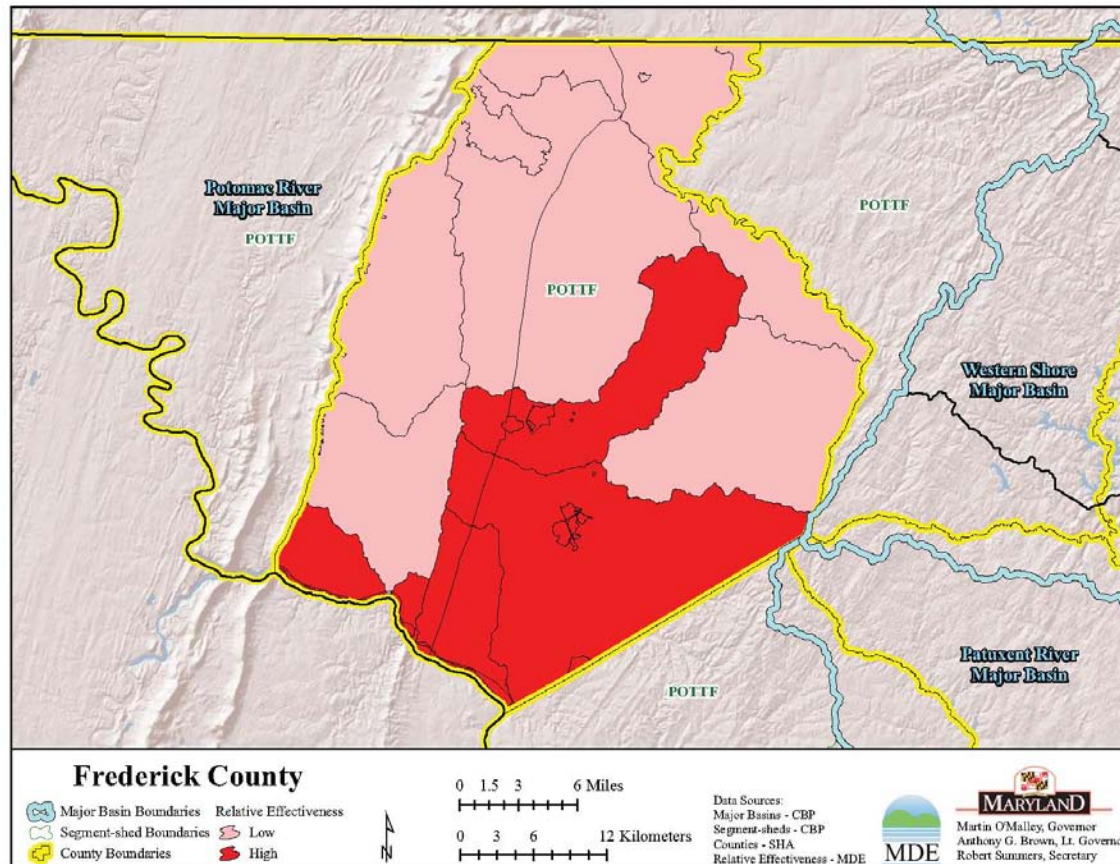 Potomac River
Major Basin
POTTF
POTTF
POTTF
Western Shore
Major Basin
Patuxent River
Major Basin
POTTF
Frederick County
Major Basin Boundaries
Segment-shed Boundaries
County Boundaries
Relative Effectiveness
Low
High
N
0 1.5 3 6 Miles
0 3 6 12 Kilometers
Data Sources:
Major Basins - CBP
Segment-sheds - CBP
Counties - SHA
Relative Effectiveness - MDE
MDE
MARYLAND
Martin O'Malley, Governor
Anthony G. Brown, Lt. Governo
Robert Summers, Secretary